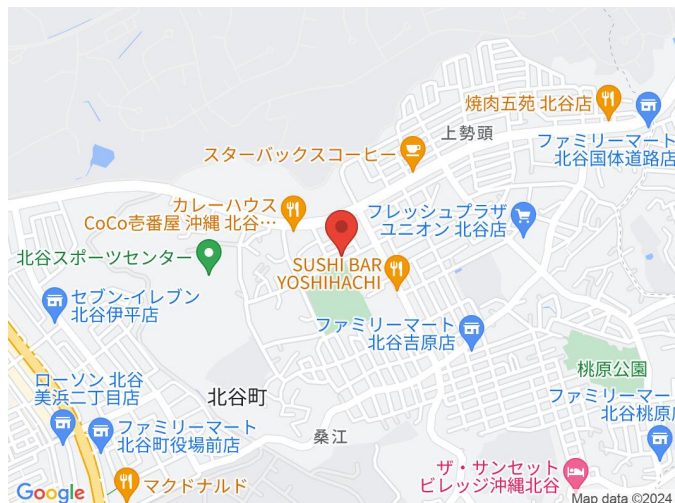 焼肉五苑 北谷店
上勢頭
ファミリーマート
北谷国体道路店
スターバックスコーヒー
カレーハウス
CoCo壱番屋 沖縄 北谷…
フレッシュプラザ
ユニオン 北谷店
北谷スポーツセンター
SUSHI BAR
YOSHIHACHI
セブン-イレブン
北谷伊平店
ファミリーマート
北谷吉原店
桃原公園
ローソン 北谷
美浜二丁目店
北谷町
ファミリーマー
北谷桃原店
ファミリーマート
北谷町役場前店
桑江
ザ・サンセット
ビレッジ沖縄北谷
マクドナルド
Google
Map data ©2024